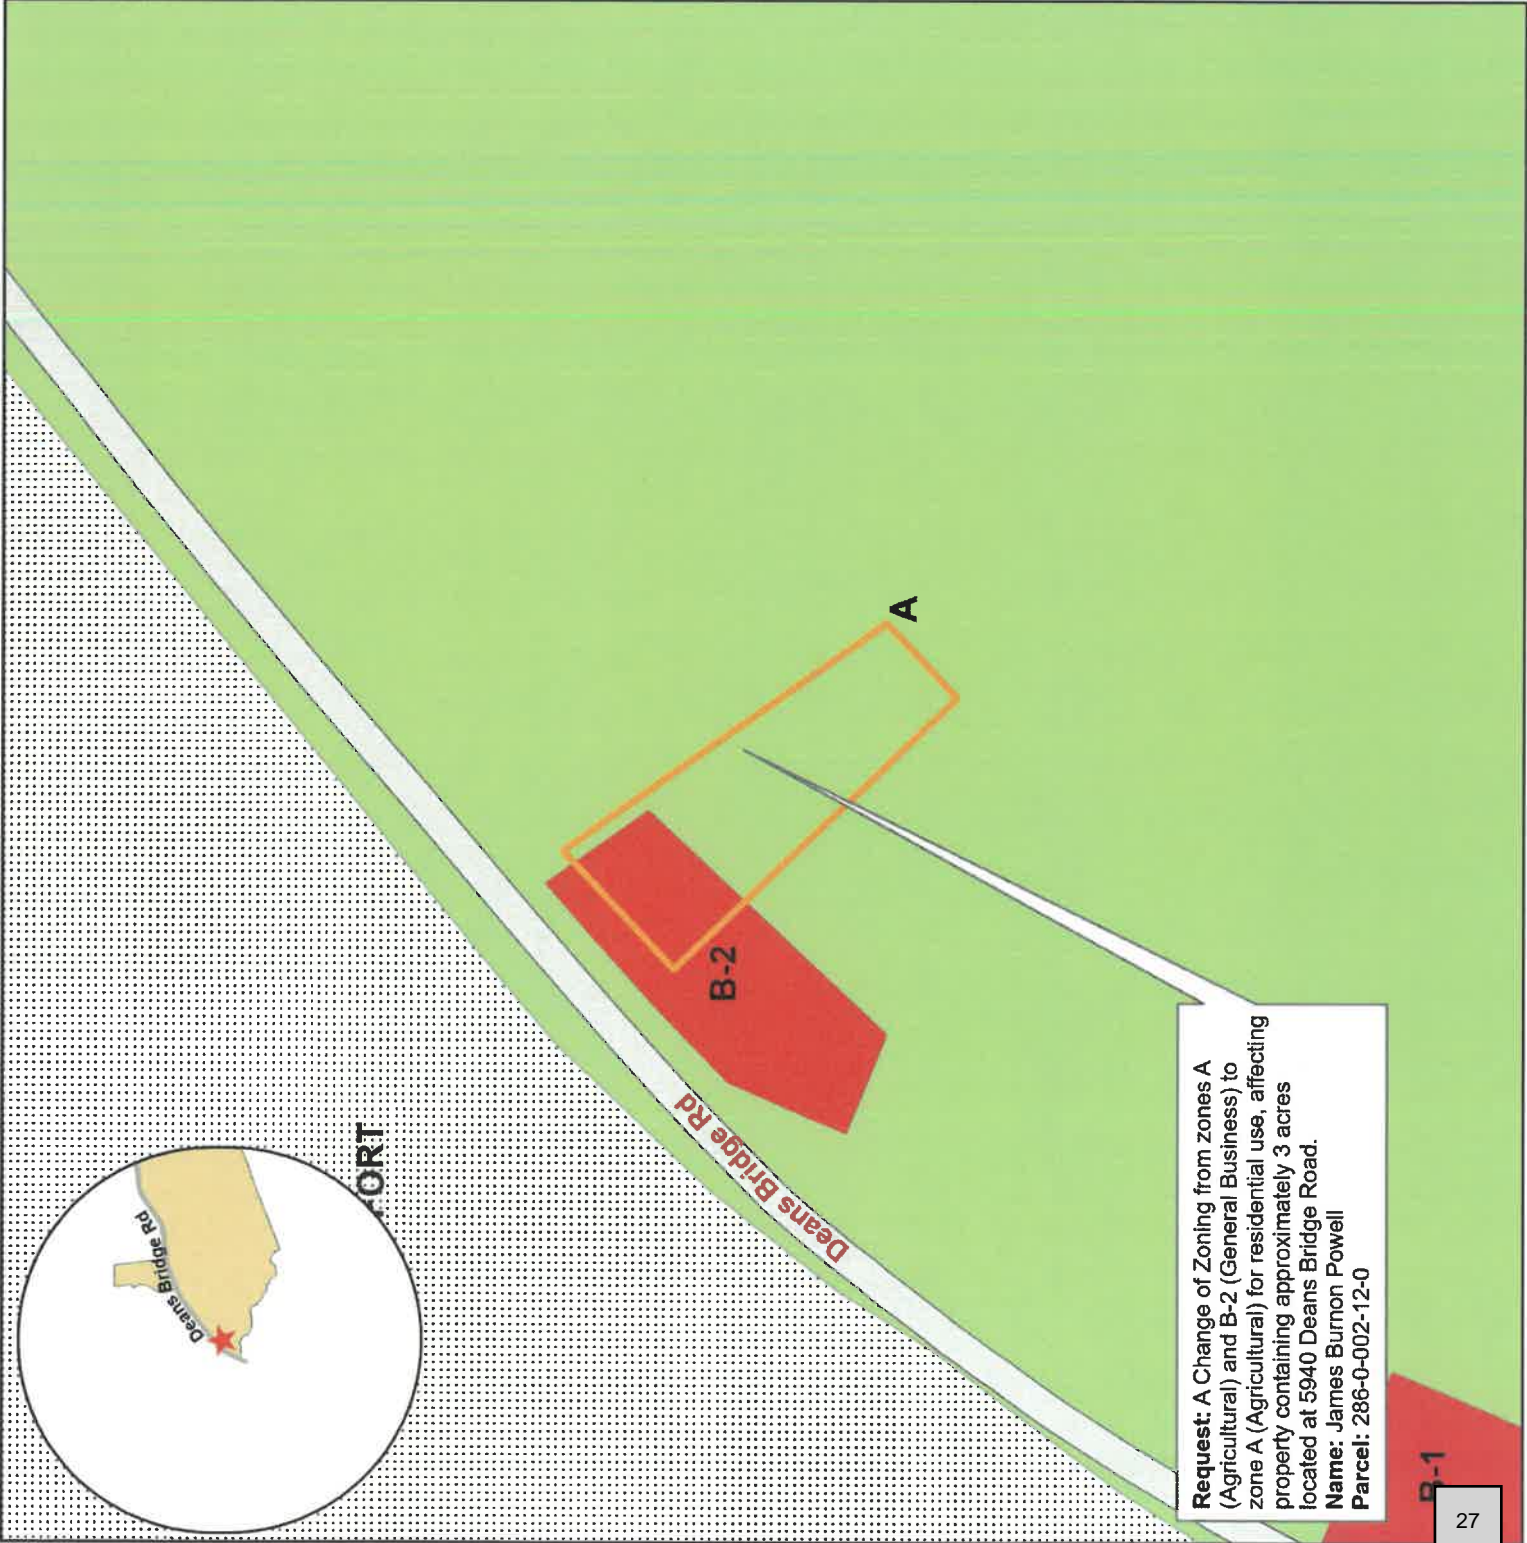 Deans Bridge Rd
FORT
Deans Bridge Rd
B-2
A
Request: A Change of Zoning from zones A
(Agricultural) and B-2 (General Business) to
zone A (Agricultural) for residential use, affecting
property containing approximately 3 acres
located at 5940 Deans Bridge Road.
Name: James Burnon Powell
Parcel: 286-0-002-12-0
B-1
27